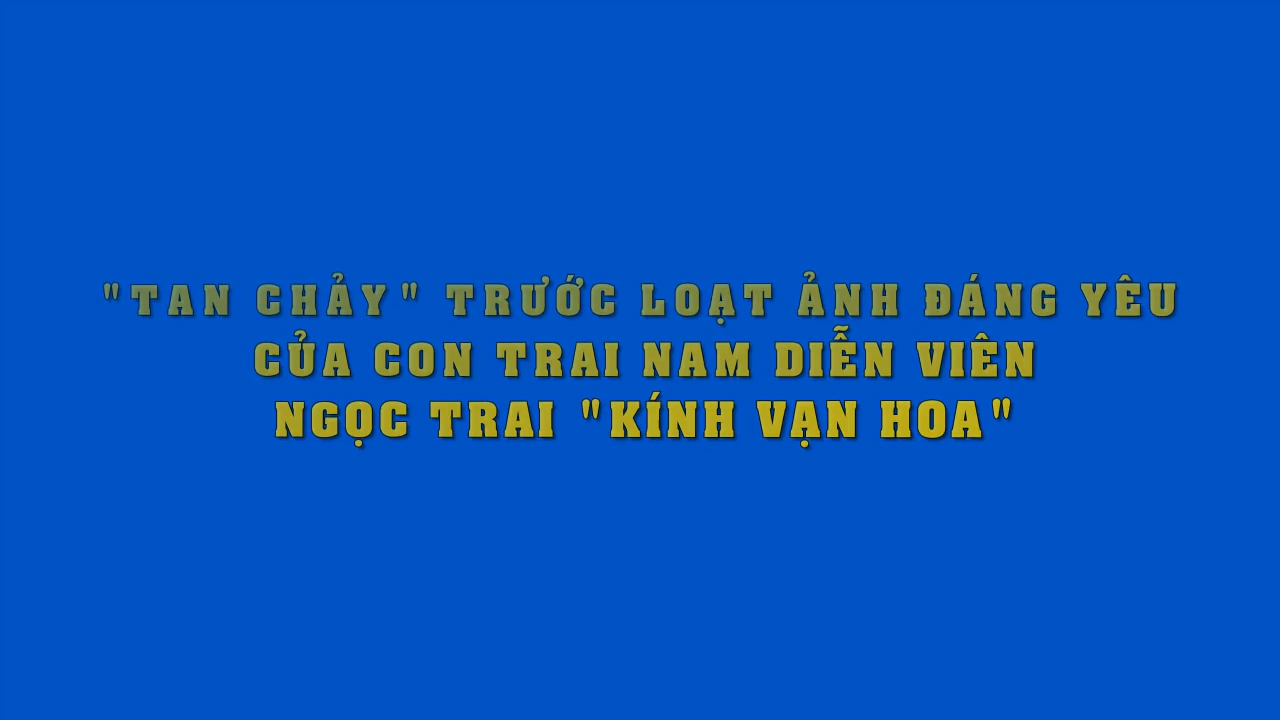 "TAN CHẢY" TRƯỚC LOẠT ẢNH ĐÁNG YÊU
CỦA CON TRAI NAM DIỄN VIÊN
NGỌC TRAI "KÍNH VẠN HOA"